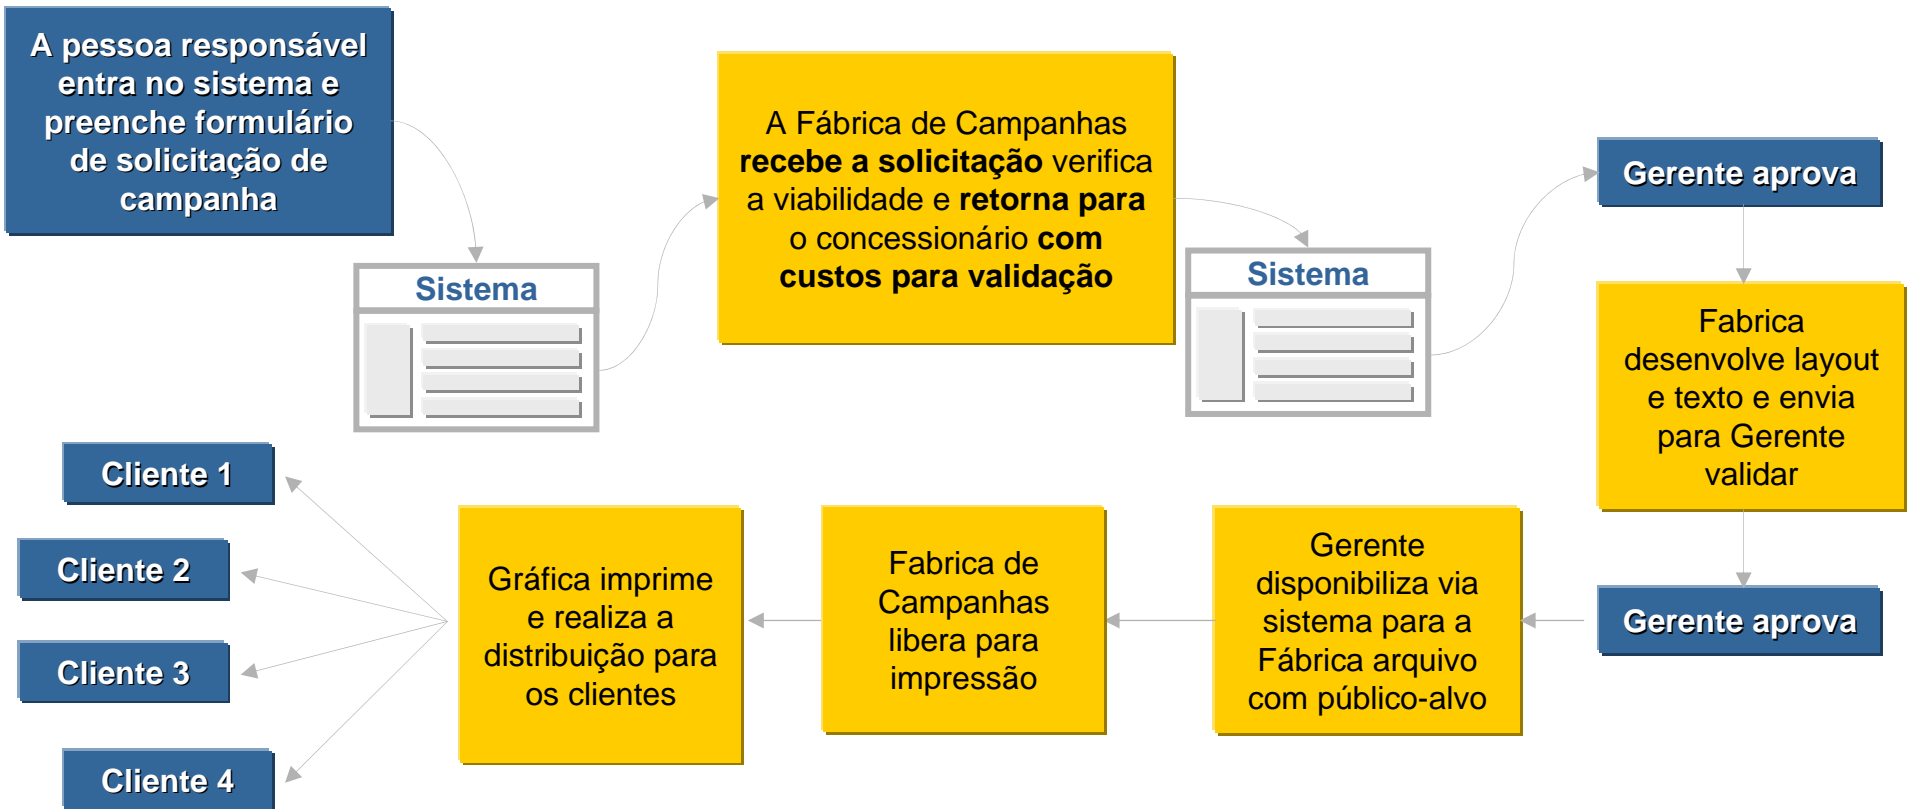 A pessoa responsável
entra no sistema e
preenche formulário
de solicitação de
campanha
Sistema
A Fábrica de Campanhas
recebe a solicitação verifica
a viabilidade e retorna para
o concessionário com
custos para validação
Sistema
Gerente aprova
Fabrica
desenvolve layout
e texto e envia
para Gerente
validar
Gerente aprova
Gerente
disponibiliza via
sistema para a
Fábrica arquivo
com público-alvo
Fabrica de
Campanhas
libera para
impressão
Gráfica imprime
e realiza a
distribuição para
os clientes
Cliente 1
Cliente 2
Cliente 3
Cliente 4